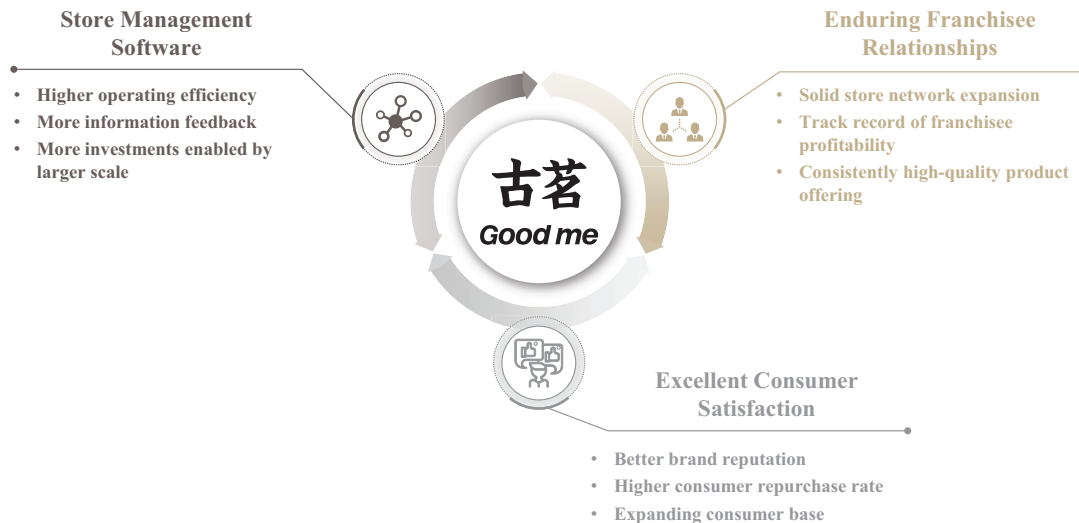 Store Management
Software
• Higher operating efficiency
• More information feedback
• More investments enabled by
larger scale
Enduring Franchisee
Relationships
• Solid store network expansion
• Track record of franchisee
profitability
• Consistently high-quality product
offering
古茗
Good me
Excellent Consumer
Satisfaction
• Better brand reputation
• Higher consumer repurchase rate
• Expanding consumer base